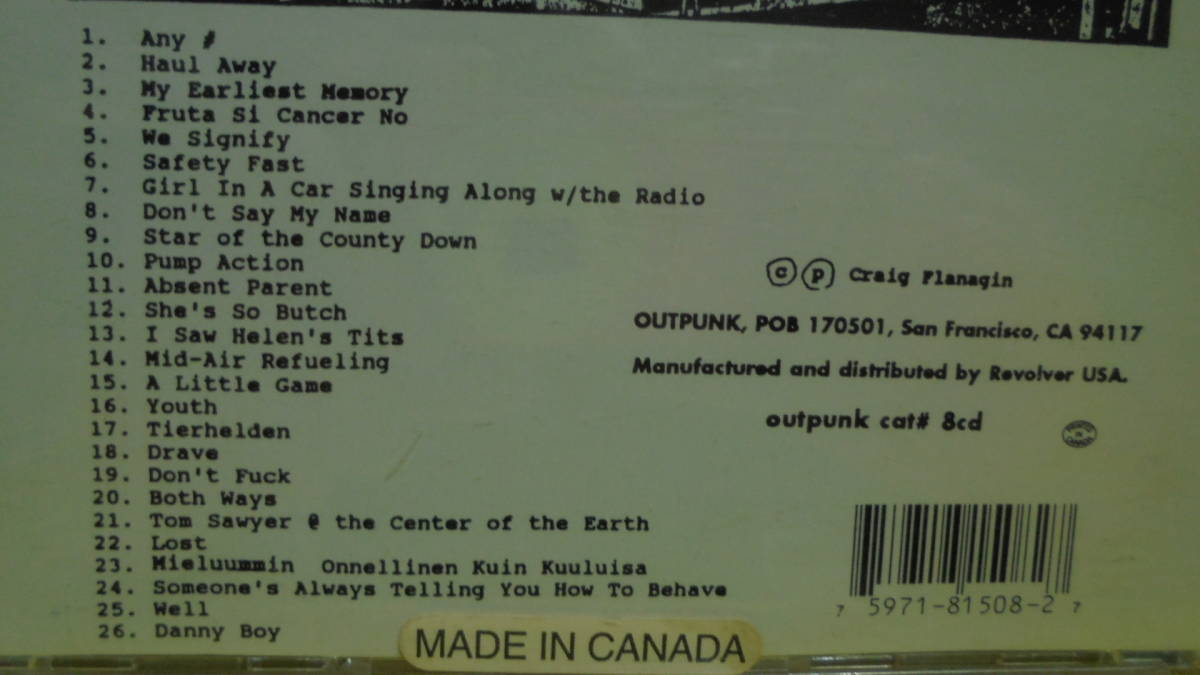 1. Any #
2. Haul Away
3. My Earliest Memory
4. Fruta Si Cancer No
5. We Signify
6. Safety Fast
7. Girl In A Car Singing Along w/the Radio
8. Don't Say My Name
9. Star of the County Down
10. Pump Action
11. Absent Parent
12. She's So Butch
13. I Saw Helen's Tits
14. Mid-Air Refueling
15. A Little Game
16. Youth
17. Tierhelden
18. Drave
19. Don't Fuck
20. Both Ways
21. Tom Sawyer @ the Center of the Earth
22. Lost
23. Mieluummin Onnellinen Kuin Kuuluisa
24. Someone's Always Telling You How To Behave
25. Well
26. Danny Boy
c p Craig Flanagin
OUTPUNK, POB 170501, San Francisco, CA 94117
Manufactured and distributed by Revolver USA.
outpunk cat# 8cd
PRINTED
IN
CANADA
7 5971-81508-2 7
MADE IN CANADA